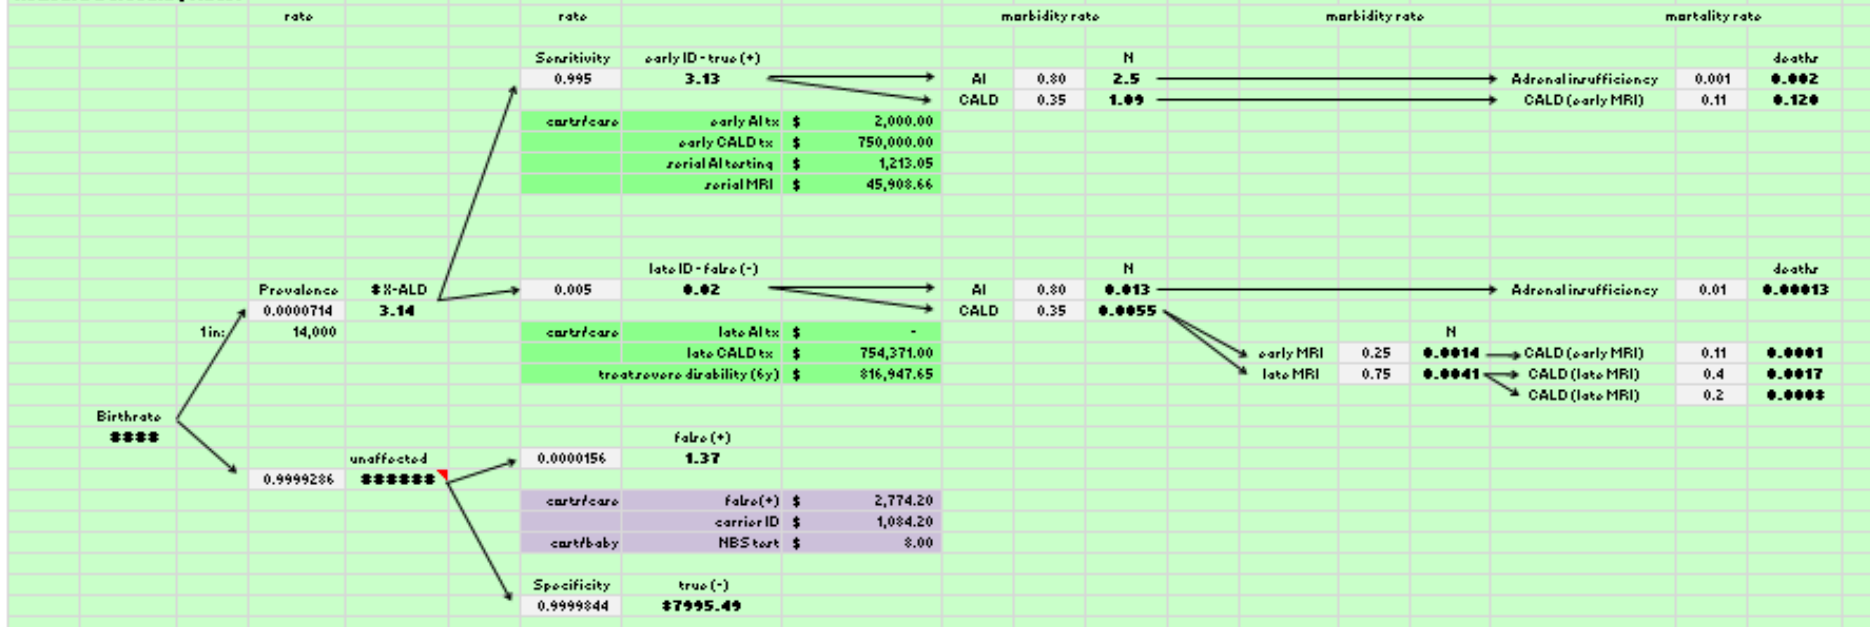 rate rate morbidity rate morbidity rate mortality rate
Sensitivity early ID - true (+) N deaths
0.995 3.13 AI 0.80 2.5 Adrenal insufficiency 0.001 0.002
CALD 0.35 1.09 CALD (early MRI) 0.11 0.120
costs/care early AI tx $ 2,000.00
early CALD tx $ 750,000.00
serial AI testing $ 1,213.05
serial MRI $ 45,908.66
late ID - false (-) N deaths
Prevalence # X-ALD 0.005 0.02 AI 0.80 0.013 Adrenal insufficiency 0.01 0.00013
0.0000714 3.14 CALD 0.35 0.0055
1 in: 14,000 costs/care late AI tx $ - N
late CALD tx $ 754,371.00 early MRI 0.25 0.0014 CALD (early MRI) 0.11 0.0001
treat severe disability (6y) $ 816,947.65 late MRI 0.75 0.0041 CALD (late MRI) 0.4 0.0017
CALD (late MRI) 0.2 0.0008
Birthrate
####
false (+)
unaffected 0.0000156 1.37
0.9999286 ######
costs/care false(+) $ 2,774.20
carrier ID $ 1,084.20
cost/baby NBS test $ 8.00
Specificity true (-)
0.9999844 87995.49